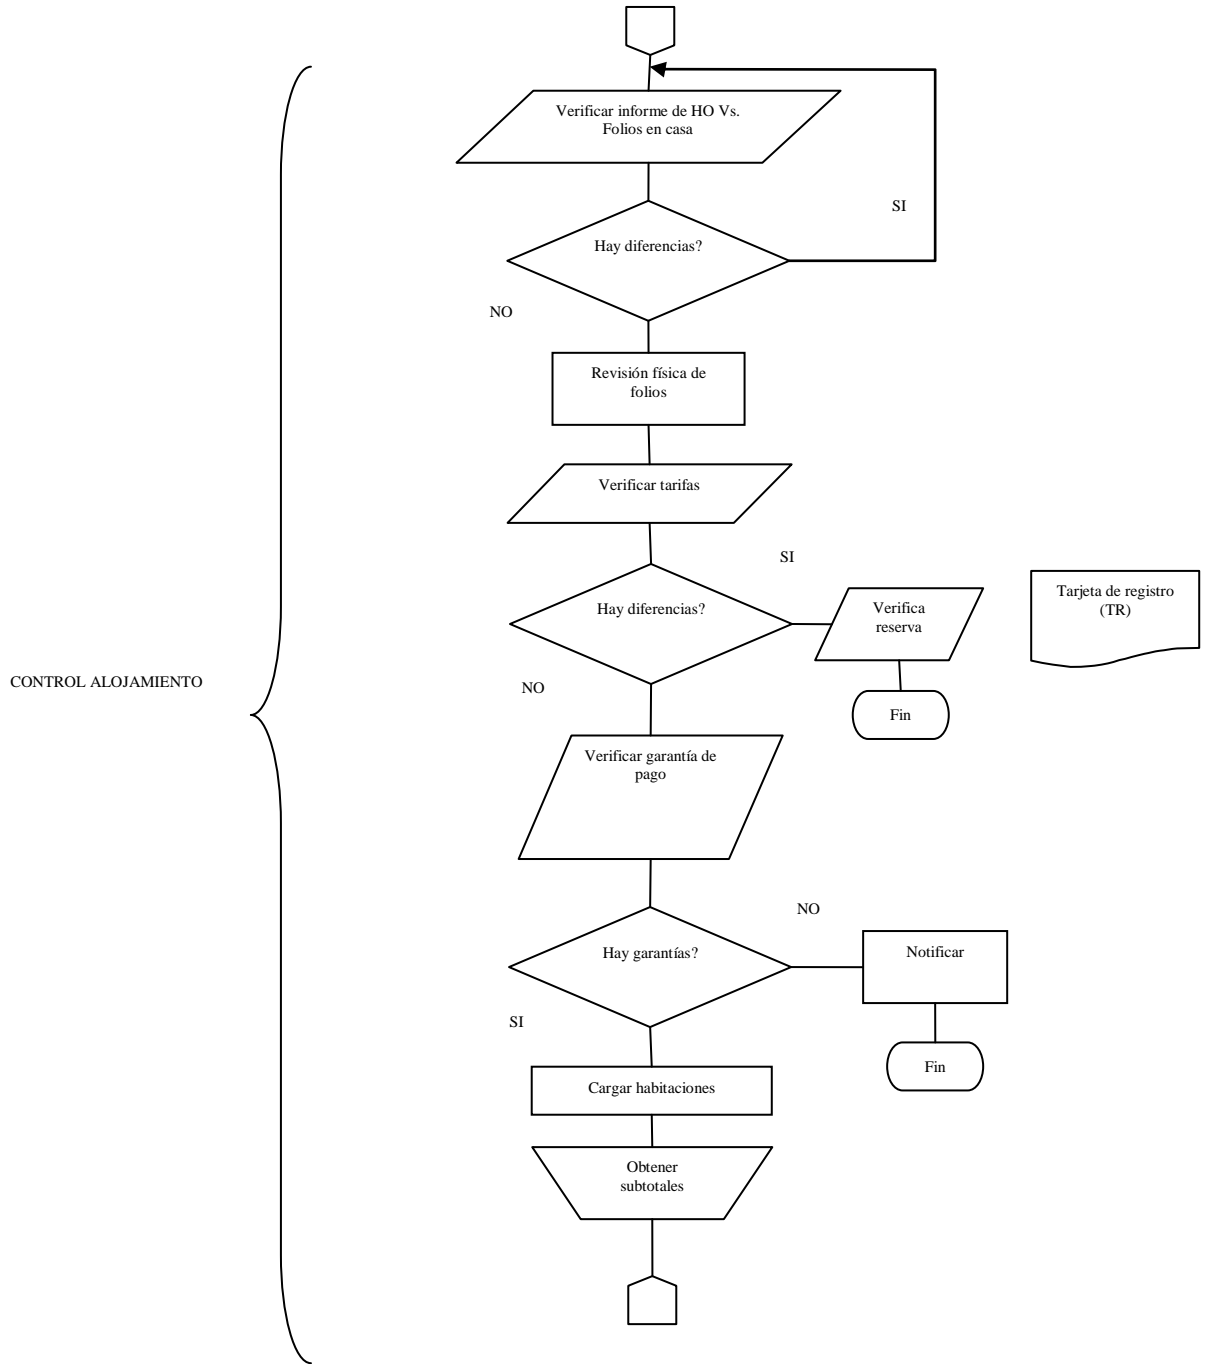 Verificar informe de HO Vs.
Folios en casa
SI
Hay diferencias?
NO
Revisión física de
folios
Verificar tarifas
SI
Hay diferencias?
Verifica
reserva
Tarjeta de registro
(TR)
CONTROL ALOJAMIENTO
NO
Fin
Verificar garantía de
pago
NO
Hay garantías?
Notificar
SI
Fin
Cargar habitaciones
Obtener
subtotales